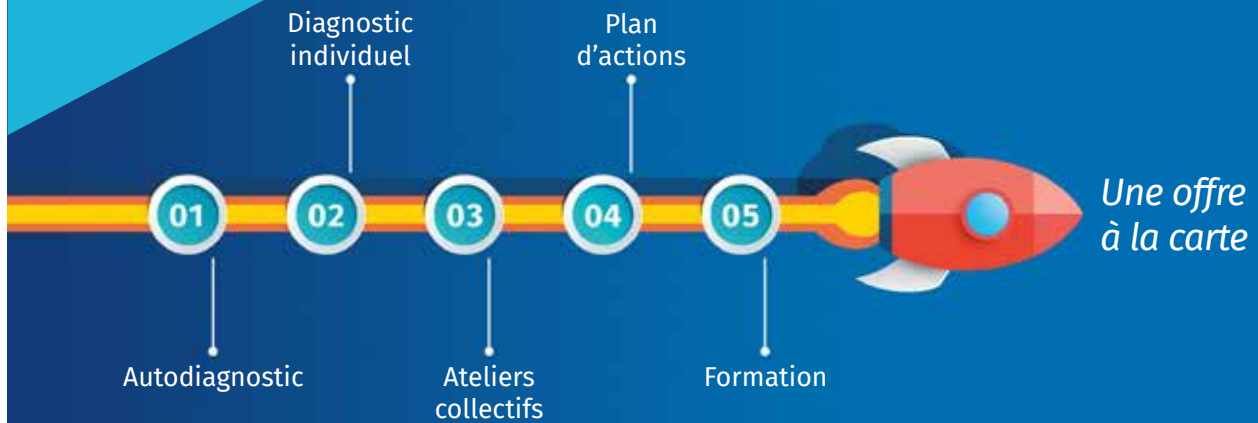 Diagnostic
individuel
Plan
d’actions
01
02
03
04
05
Une offre
à la carte
Autodiagnostic
Ateliers
collectifs
Formation